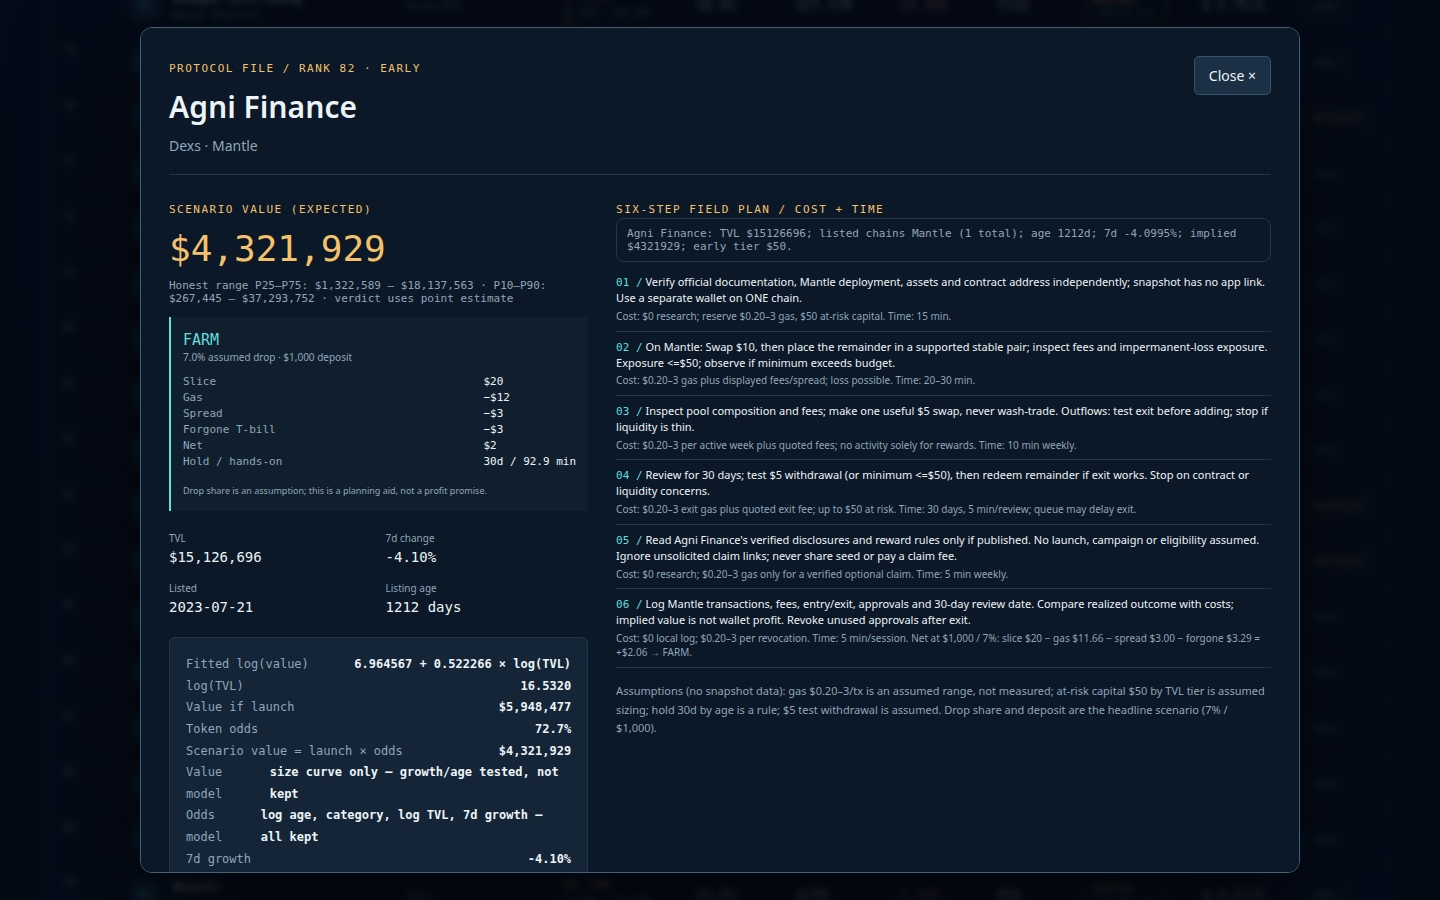 PROTOCOL FILE / RANK 82 · EARLY
Close ×
Agni Finance
Dexs · Mantle
SCENARIO VALUE (EXPECTED)
$4,321,929
Honest range P25–P75: $1,322,589 – $18,137,563 · P10–P90:
$267,445 – $37,293,752 · verdict uses point estimate
FARM
7.0% assumed drop · $1,000 deposit
Slice $20
Gas −$12
Spread −$3
Forgone T-bill −$3
Net $2
Hold / hands-on 30d / 92.9 min
Drop share is an assumption; this is a planning aid, not a profit promise.
TVL 7d change
$15,126,696 -4.10%
Listed Listing age
2023-07-21 1212 days
Fitted log(value) 6.964567 + 0.522266 × log(TVL)
log(TVL) 16.5320
Value if launch $5,948,477
Token odds 72.7%
Scenario value = launch × odds $4,321,929
Value size curve only — growth/age tested, not
model kept
Odds log age, category, log TVL, 7d growth —
model all kept
7d growth -4.10%
SIX-STEP FIELD PLAN / COST + TIME
Agni Finance: TVL $15126696; listed chains Mantle (1 total); age 1212d; 7d -4.0995%; implied
$4321929; early tier $50.
01 / Verify official documentation, Mantle deployment, assets and contract address independently; snapshot has no app link.
Use a separate wallet on ONE chain.
Cost: $0 research; reserve $0.20–3 gas, $50 at-risk capital. Time: 15 min.
02 / On Mantle: Swap $10, then place the remainder in a supported stable pair; inspect fees and impermanent-loss exposure.
Exposure <=$50; observe if minimum exceeds budget.
Cost: $0.20–3 gas plus displayed fees/spread; loss possible. Time: 20–30 min.
03 / Inspect pool composition and fees; make one useful $5 swap, never wash-trade. Outflows: test exit before adding; stop if
liquidity is thin.
Cost: $0.20–3 per active week plus quoted fees; no activity solely for rewards. Time: 10 min weekly.
04 / Review for 30 days; test $5 withdrawal (or minimum <=$50), then redeem remainder if exit works. Stop on contract or
liquidity concerns.
Cost: $0.20–3 exit gas plus quoted exit fee; up to $50 at risk. Time: 30 days, 5 min/review; queue may delay exit.
05 / Read Agni Finance's verified disclosures and reward rules only if published. No launch, campaign or eligibility assumed.
Ignore unsolicited claim links; never share seed or pay a claim fee.
Cost: $0 research; $0.20–3 gas only for a verified optional claim. Time: 5 min weekly.
06 / Log Mantle transactions, fees, entry/exit, approvals and 30-day review date. Compare realized outcome with costs;
implied value is not wallet profit. Revoke unused approvals after exit.
Cost: $0 local log; $0.20–3 per revocation. Time: 5 min/session. Net at $1,000 / 7%: slice $20 − gas $11.66 − spread $3.00 − forgone $3.29 =
+$2.06 → FARM.
Assumptions (no snapshot data): gas $0.20–3/tx is an assumed range, not measured; at-risk capital $50 by TVL tier is assumed
sizing; hold 30d by age is a rule; $5 test withdrawal is assumed. Drop share and deposit are the headline scenario (7% /
$1,000).